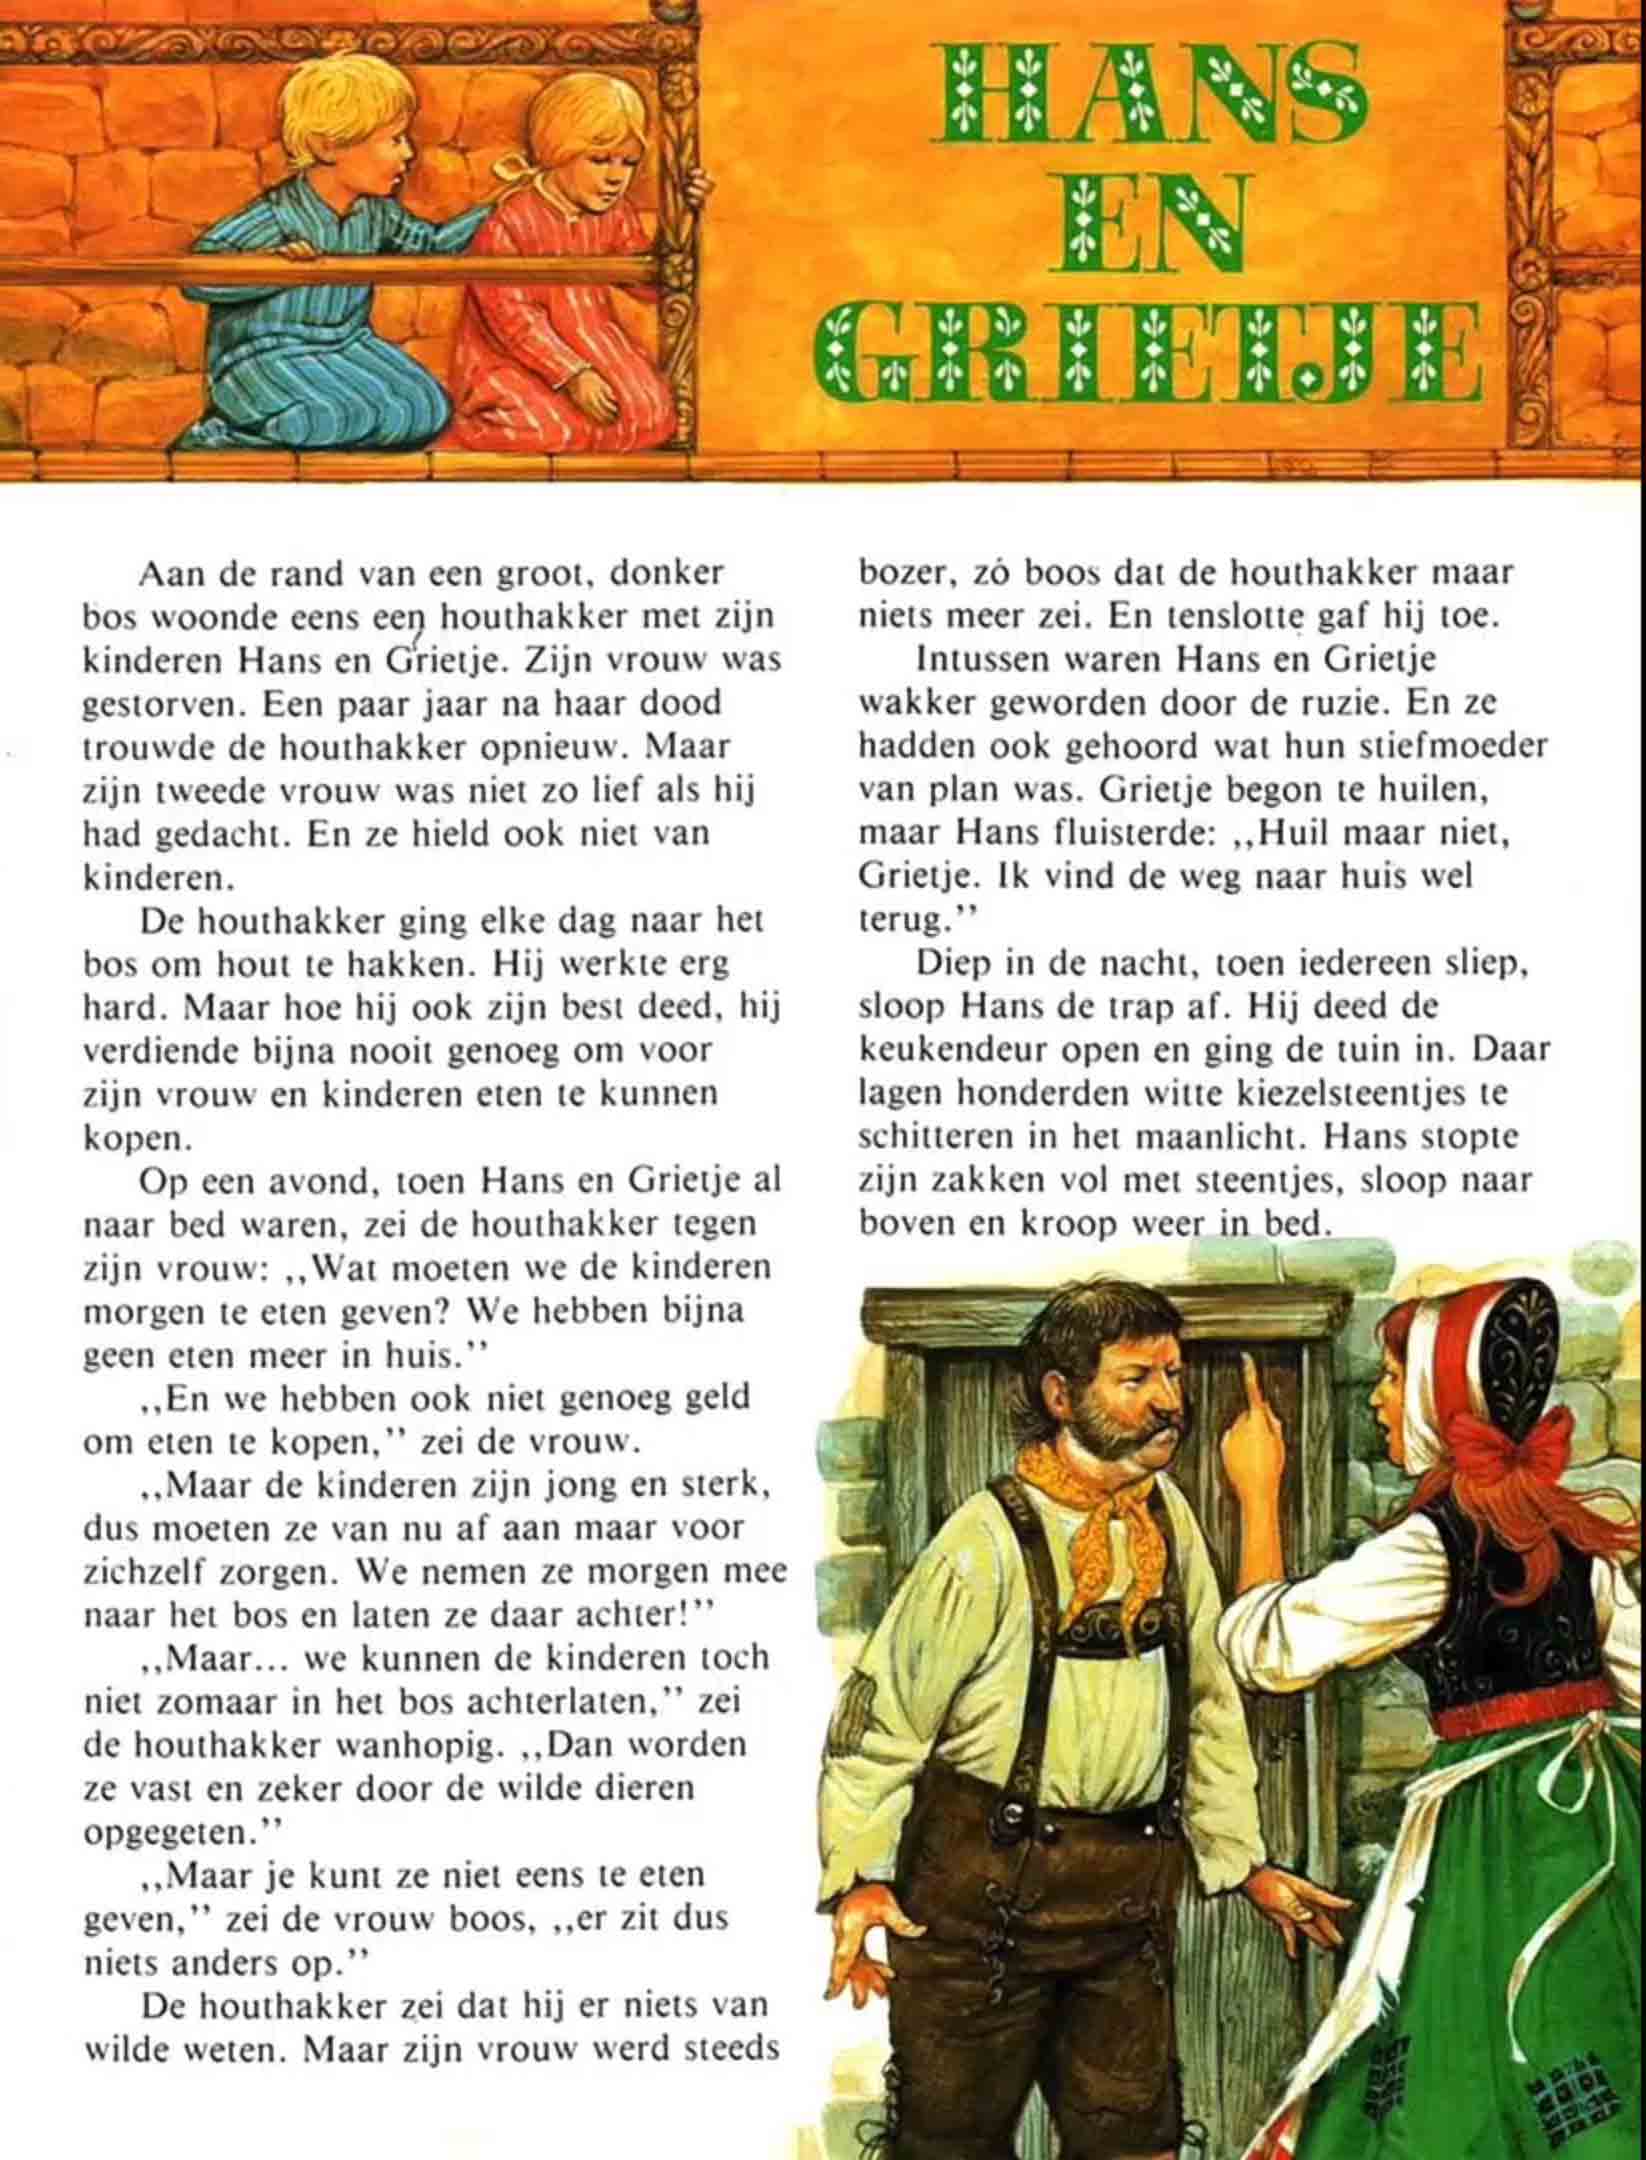 HANS
EN
GRIETJE
Aan de rand van een groot, donker
bos woonde eens een houthakker met zijn
kinderen Hans en Grietje. Zijn vrouw was
gestorven. Een paar jaar na haar dood
trouwde de houthakker opnieuw. Maar
zijn tweede vrouw was niet zo lief als hij
had gedacht. En ze hield ook niet van
kinderen.
De houthakker ging elke dag naar het
bos om hout te hakken. Hij werkte erg
hard. Maar hoe hij ook zijn best deed, hij
verdiende bijna nooit genoeg om voor
zijn vrouw en kinderen eten te kunnen
kopen.
Op een avond, toen Hans en Grietje al
naar bed waren, zei de houthakker tegen
zijn vrouw: ,,Wat moeten we de kinderen
morgen te eten geven? We hebben bijna
geen eten meer in huis.''
,,En we hebben ook niet genoeg geld
om eten te kopen,'' zei de vrouw.
,,Maar de kinderen zijn jong en sterk,
dus moeten ze van nu af aan maar voor
zichzelf zorgen. We nemen ze morgen mee
naar het bos en laten ze daar achter!''
,,Maar... we kunnen de kinderen toch
niet zomaar in het bos achterlaten,'' zei
de houthakker wanhopig. ,,Dan worden
ze vast en zeker door de wilde dieren
opgegeten.''
,,Maar je kunt ze niet eens te eten
geven,'' zei de vrouw boos, ,,er zit dus
niets anders op.''
De houthakker zei dat hij er niets van
wilde weten. Maar zijn vrouw werd steeds
bozer, zó boos dat de houthakker maar
niets meer zei. En tenslotte gaf hij toe.
Intussen waren Hans en Grietje
wakker geworden door de ruzie. En ze
hadden ook gehoord wat hun stiefmoeder
van plan was. Grietje begon te huilen,
maar Hans fluisterde: ,,Huil maar niet,
Grietje. Ik vind de weg naar huis wel
terug.''
Diep in de nacht, toen iedereen sliep,
sloop Hans de trap af. Hij deed de
keukendeur open en ging de tuin in. Daar
lagen honderden witte kiezelsteentjes te
schitteren in het maanlicht. Hans stopte
zijn zakken vol met steentjes, sloop naar
boven en kroop weer in bed.